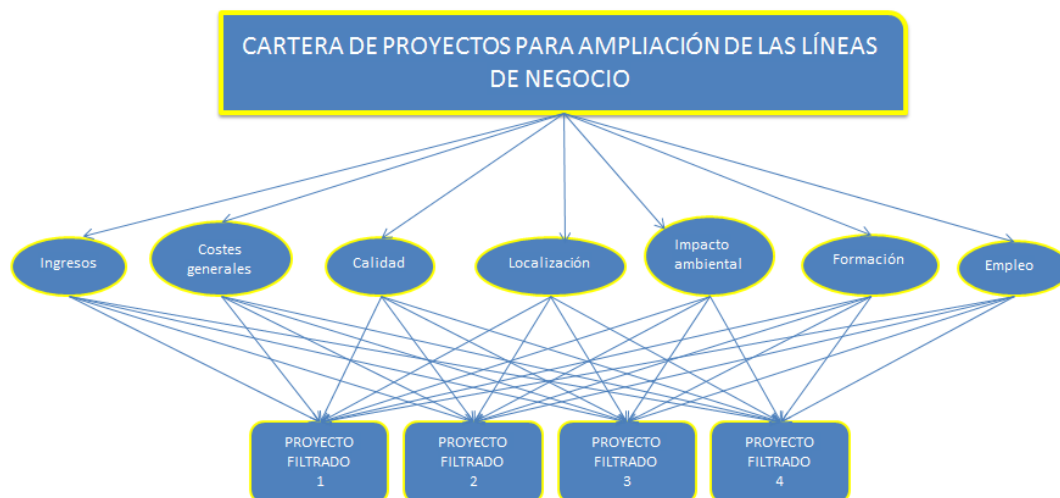 CARTERA DE PROYECTOS PARA AMPLIACIÓN DE LAS LÍNEAS
DE NEGOCIO
Ingresos
Costes
generales
Calidad
Localización
Impacto
ambiental
Formación
Empleo
PROYECTO
FILTRADO
1
PROYECTO
FILTRADO
2
PROYECTO
FILTRADO
3
PROYECTO
FILTRADO
4